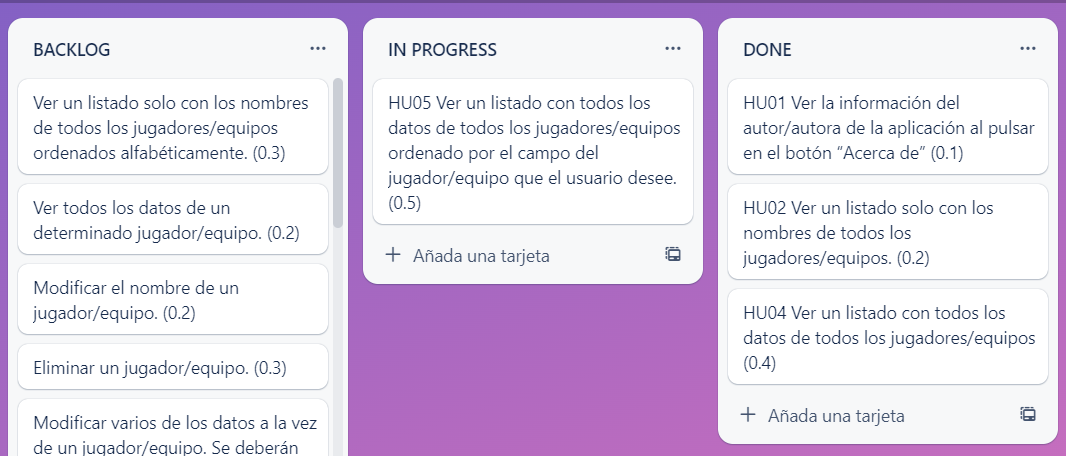 BACKLOG
Ver un listado solo con los nombres
de todos los jugadores/equipos
ordenados alfabéticamente. (0.3)
Ver todos los datos de un
determinado jugador/equipo. (0.2)
Modificar el nombre de un
jugador/equipo. (0.2)
Eliminar un jugador/equipo. (0.3)
Modificar varios de los datos a la vez
de un jugador/equipo. Se deberán
IN PROGRESS
HU05 Ver un listado con todos los
datos de todos los jugadores/equipos
ordenado por el campo del
jugador/equipo que el usuario desee.
(0.5)
Añada una tarjeta
DONE
HU01 Ver la información del
autor/autora de la aplicación al pulsar
en el botón “Acerca de” (0.1)
HU02 Ver un listado solo con los
nombres de todos los
jugadores/equipos. (0.2)
HU04 Ver un listado con todos los
datos de todos los jugadores/equipos
(0.4)
Añada una tarjeta